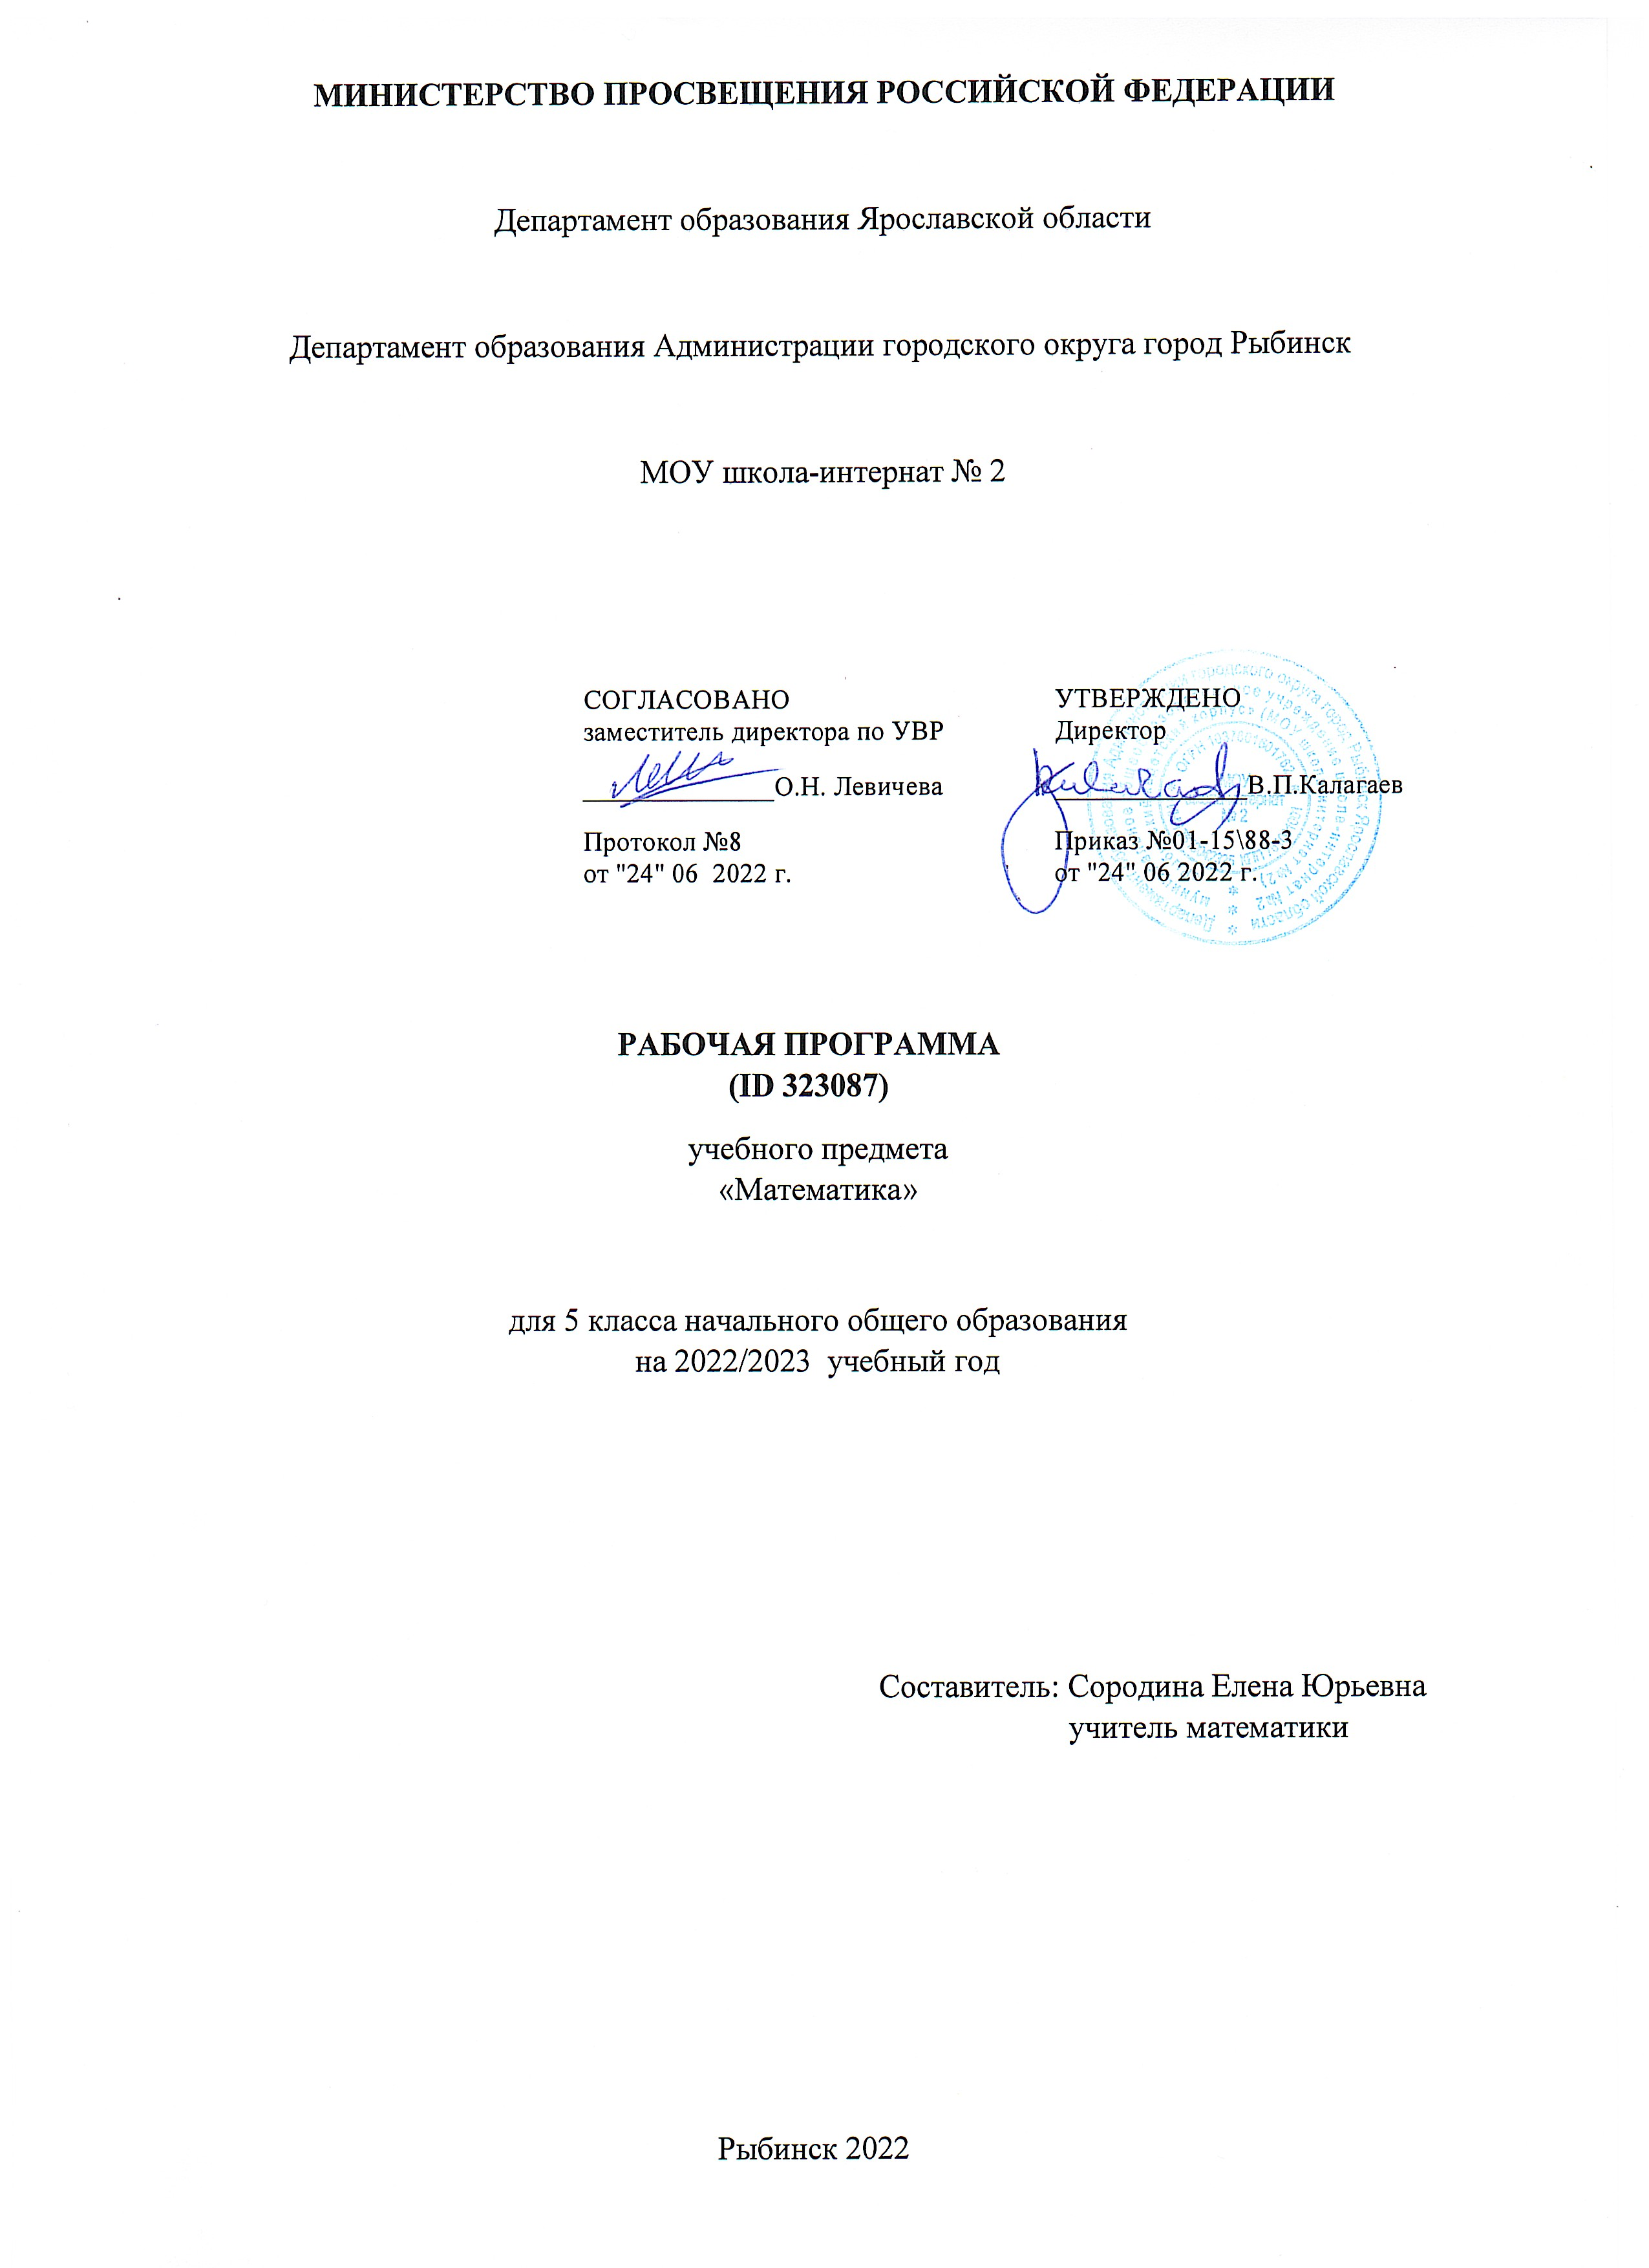 МИНИСТЕРСТВО ПРОСВЕЩЕНИЯ РОССИЙСКОЙ ФЕДЕРАЦИИ
Департамент образования Ярославской области
Департамент образования Администрации городского округа город Рыбинск
МОУ школа-интернат № 2
СОГЛАСОВАНО
заместитель директора по УВР
О.Н. Левичева
Протокол №8
от "24" 06 2022 г.
УТВЕРЖДЕНО
Директор
В.П.Калагаев
Приказ №01-15\88-3
от "24" 06 2022 г.
РАБОЧАЯ ПРОГРАММА
(ID 323087)
учебного предмета
«Математика»
для 5 класса начального общего образования
на 2022/2023 учебный год
Составитель: Сородина Елена Юрьевна
учитель математики
Рыбинск 2022